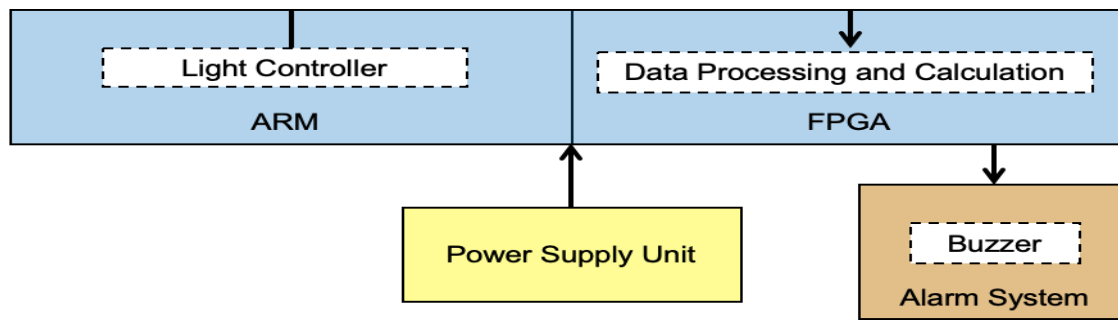 Light Controller
Data Processing and Calculation
ARM
FPGA
Power Supply Unit
Buzzer
Alarm System